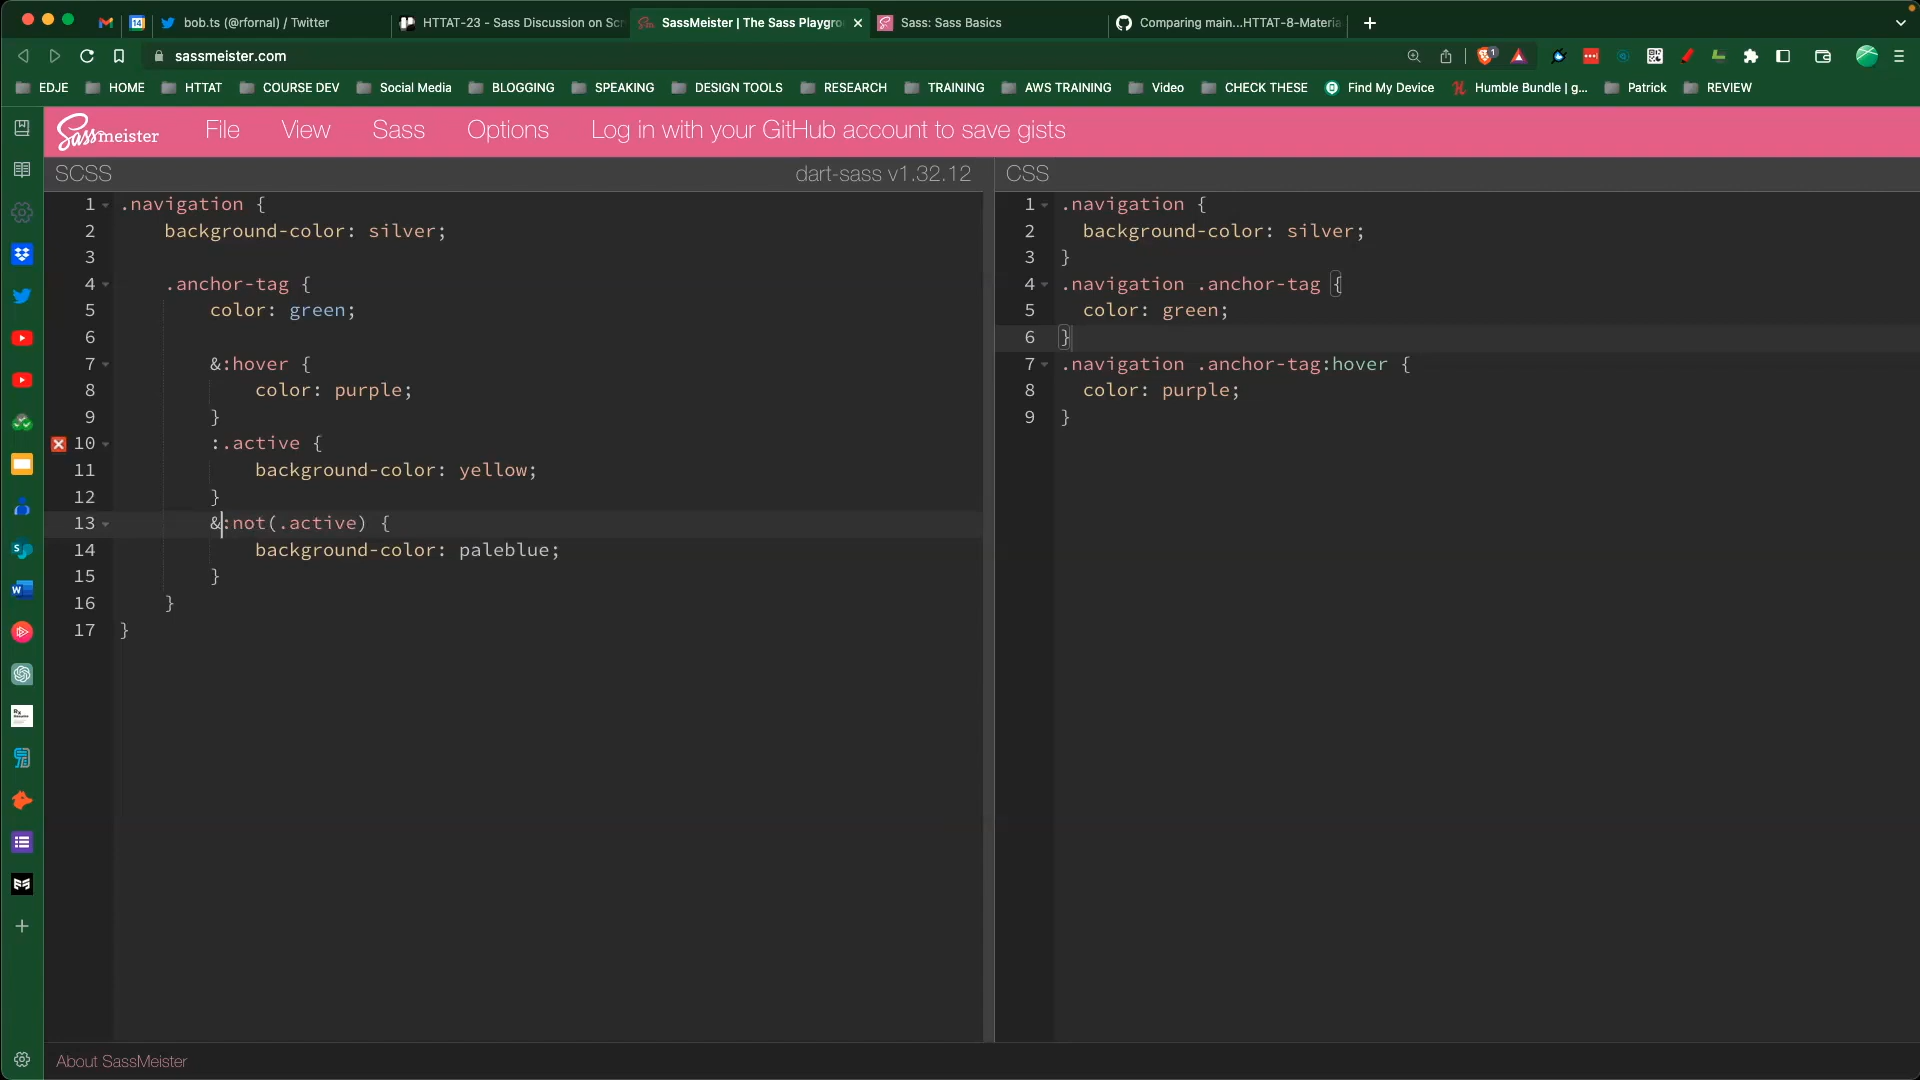 bob.ts (@rfornal) / Twitter
HTTAT-23 - Sass Discussion on Scr
SassMeister | The Sass Playgro
Sass: Sass Basics
Comparing main...HTTAT-8-Materia
sassmeister.com
EDJE HOME HTTAT COURSE DEV Social Media BLOGGING SPEAKING DESIGN TOOLS RESEARCH TRAINING AWS TRAINING Video CHECK THESE Find My Device Humble Bundle | g... Patrick REVIEW
Sassmeister File View Sass Options Log in with your GitHub account to save gists
SCSS dart-sass v1.32.12
1 .navigation {
2 background-color: silver;
3
4 .anchor-tag {
5 color: green;
6
7 &:hover {
8 color: purple;
9 }
10 :.active {
11 background-color: yellow;
12 }
13 &:not(.active) {
14 background-color: paleblue;
15 }
16 }
17 }
CSS
1 .navigation {
2 background-color: silver;
3 }
4 .navigation .anchor-tag {
5 color: green;
6 }
7 .navigation .anchor-tag:hover {
8 color: purple;
9 }
About SassMeister